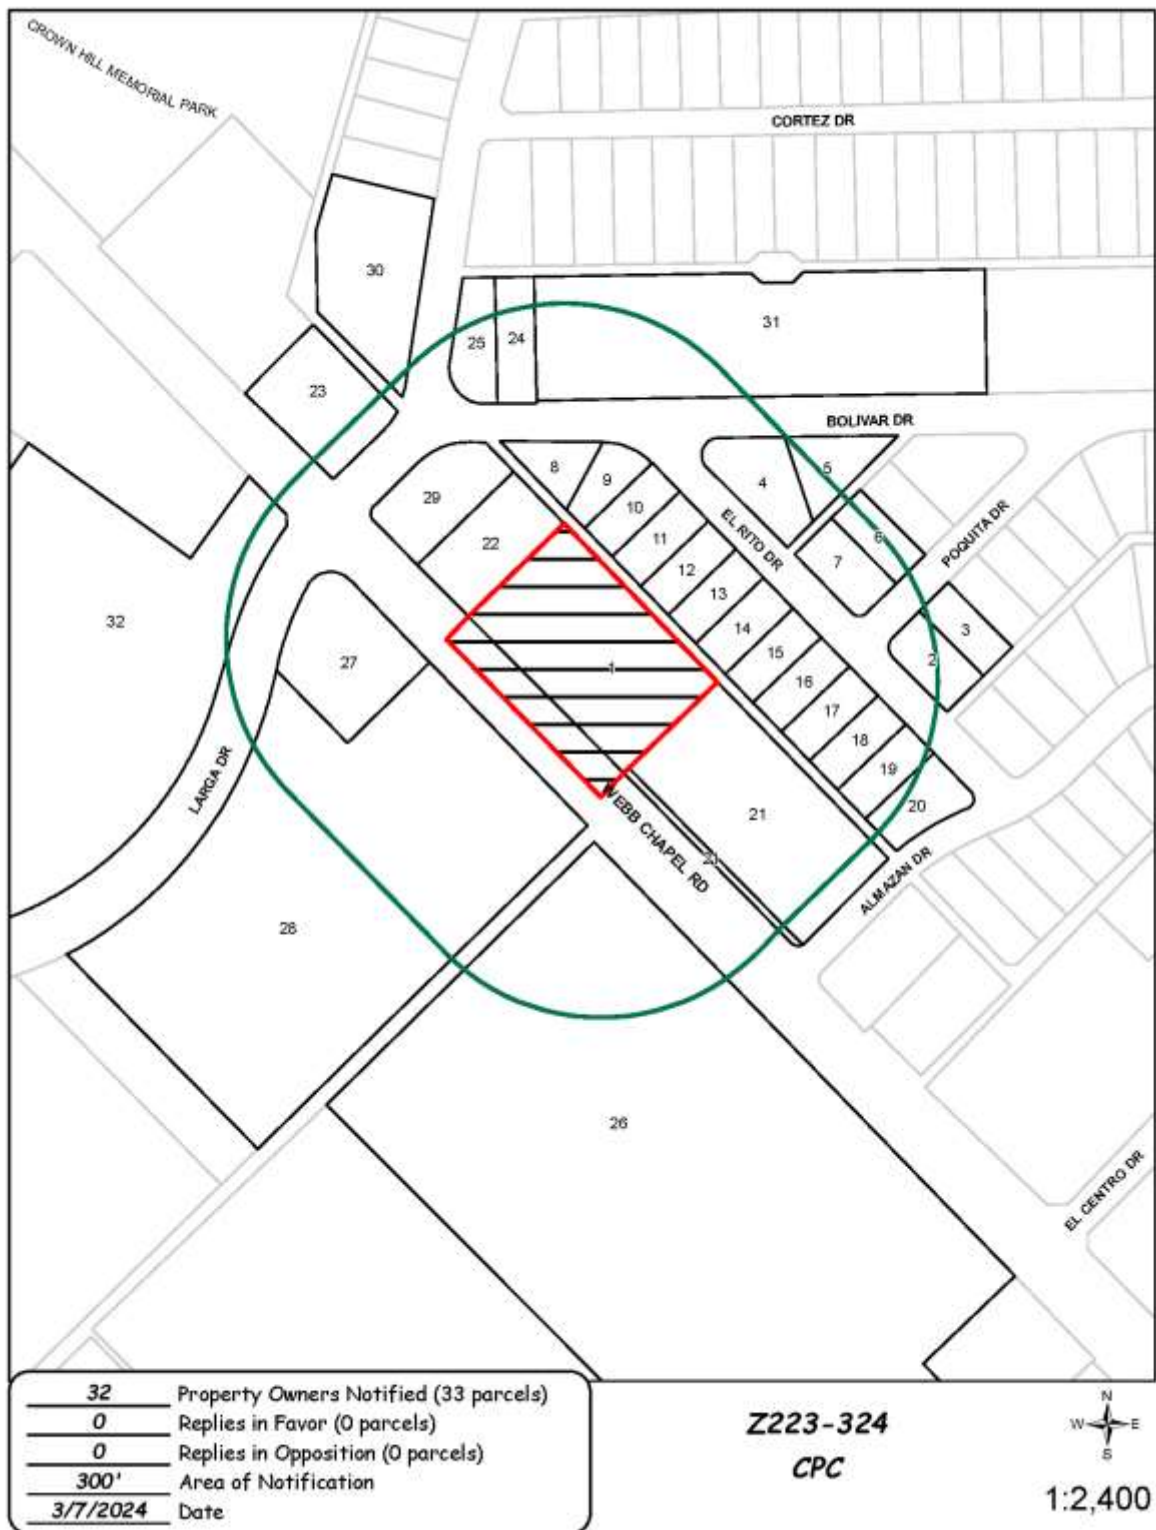 CROWN HILL MEMORIAL PARK
CORTEZ DR
30
31
25
24
23
BOLIVAR DR
8
9
4
5
29
10
EL RITO DR
POQUITA DR
22
11
6
7
12
13
32
14
3
27
1
15
2
16
17
LARGA DR
18
19
WEBB CHAPEL RD
21
20
ALMAZAN DR
28
26
EL CENTRO DR
32 Property Owners Notified (33 parcels)
0 Replies in Favor (0 parcels)
0 Replies in Opposition (0 parcels)
300' Area of Notification
3/7/2024 Date
Z223-324
CPC
N
W E
S
1:2,400